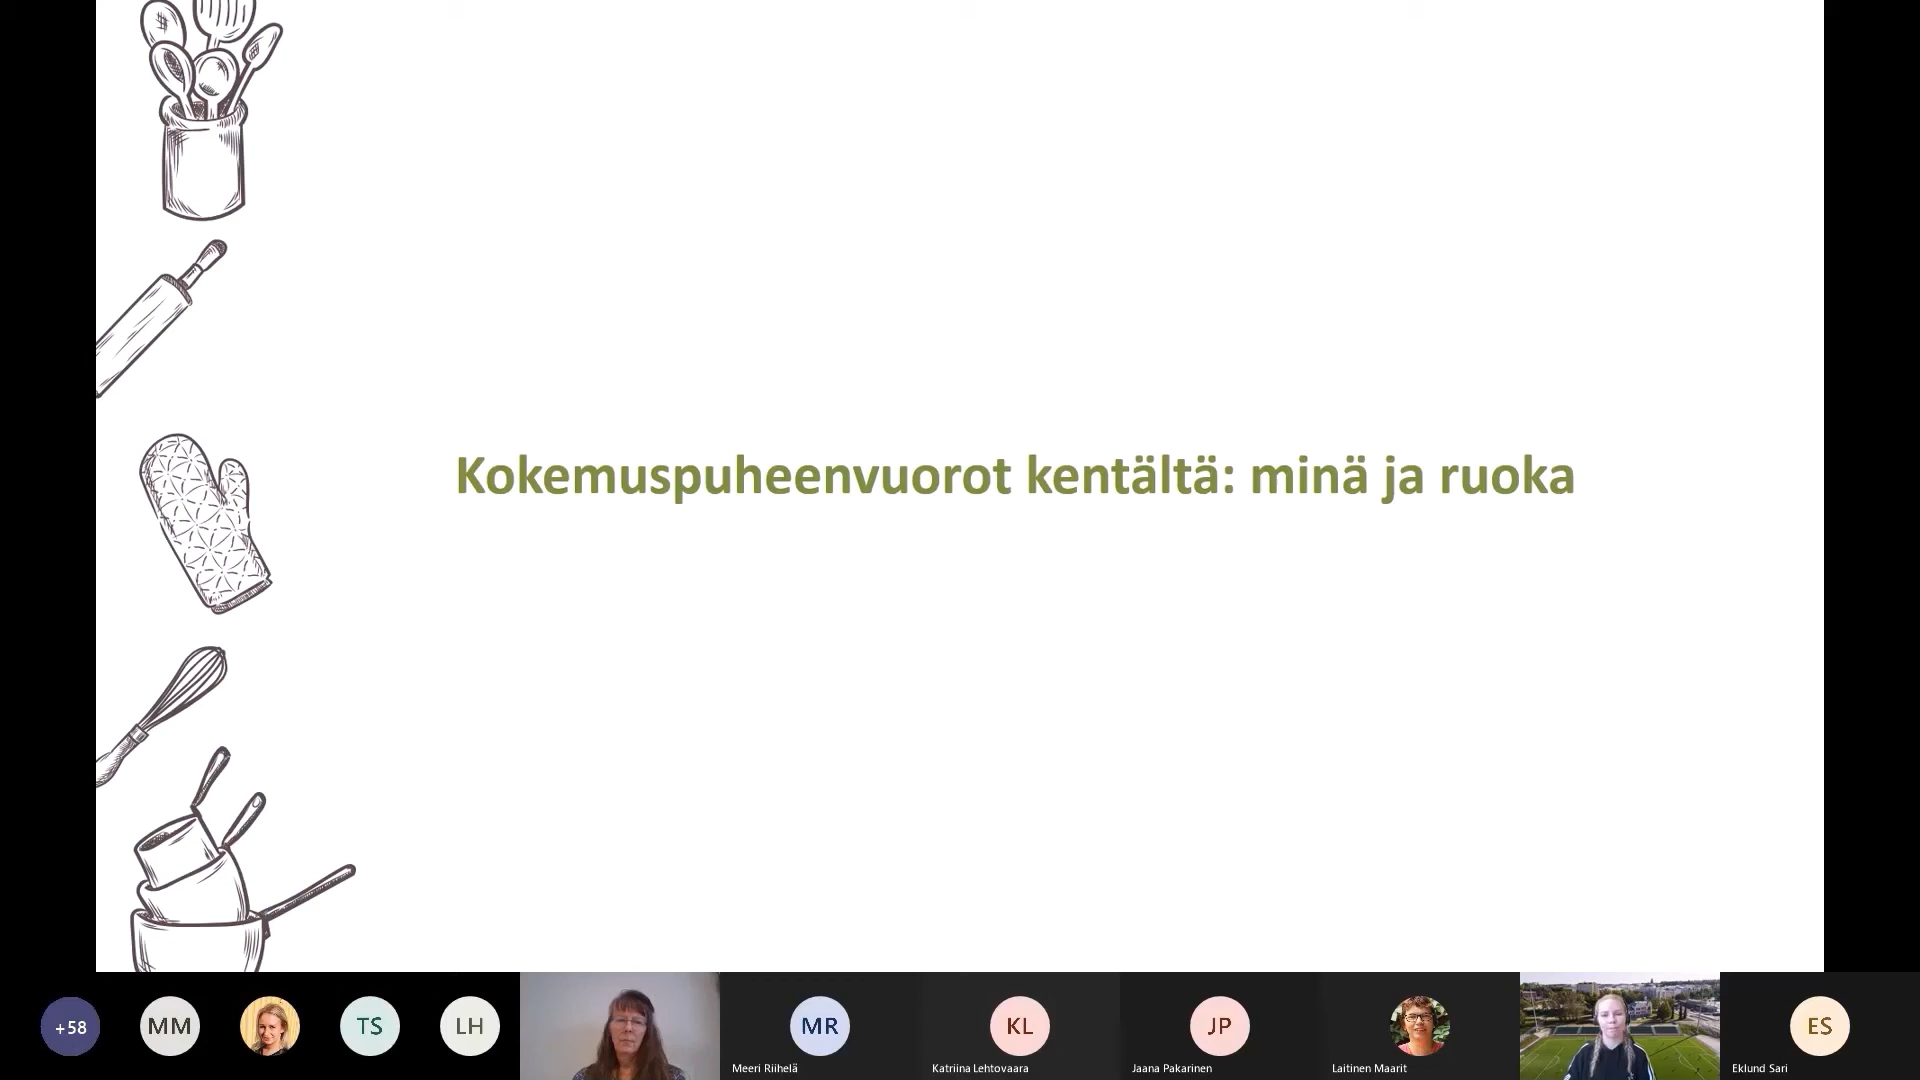 Kokemuspuheenvuorot kentältä: minä ja ruoka
+58
MM
TS
LH
MR
KL
JP
ES
Meeri Riihelä
Katriina Lehtovaara
Jaana Pakarinen
Laitinen Maarit
Eklund Sari